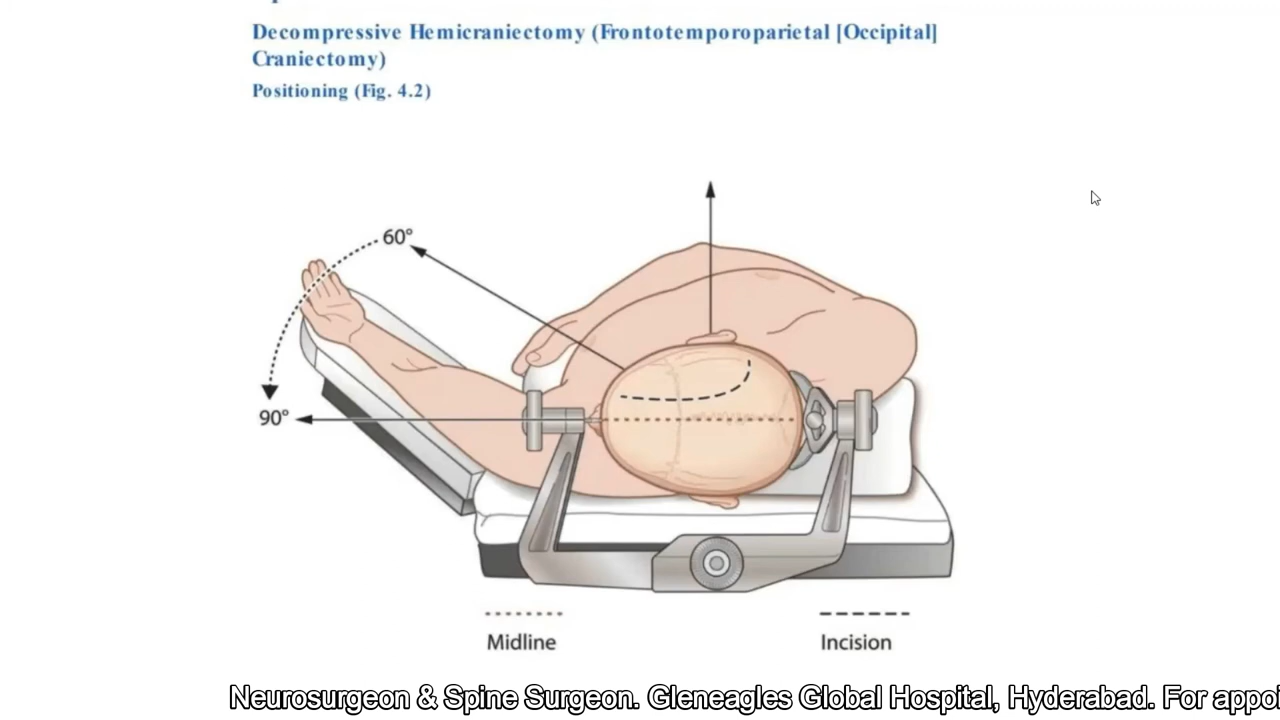 Decompressive Hemicraniectomy (Frontotemporoparietal [Occipital]
Craniectomy)
Positioning (Fig. 4.2)
60°
90°
Midline
Incision
Neurosurgeon & Spine Surgeon. Gleneagles Global Hospital, Hyderabad. For appoi